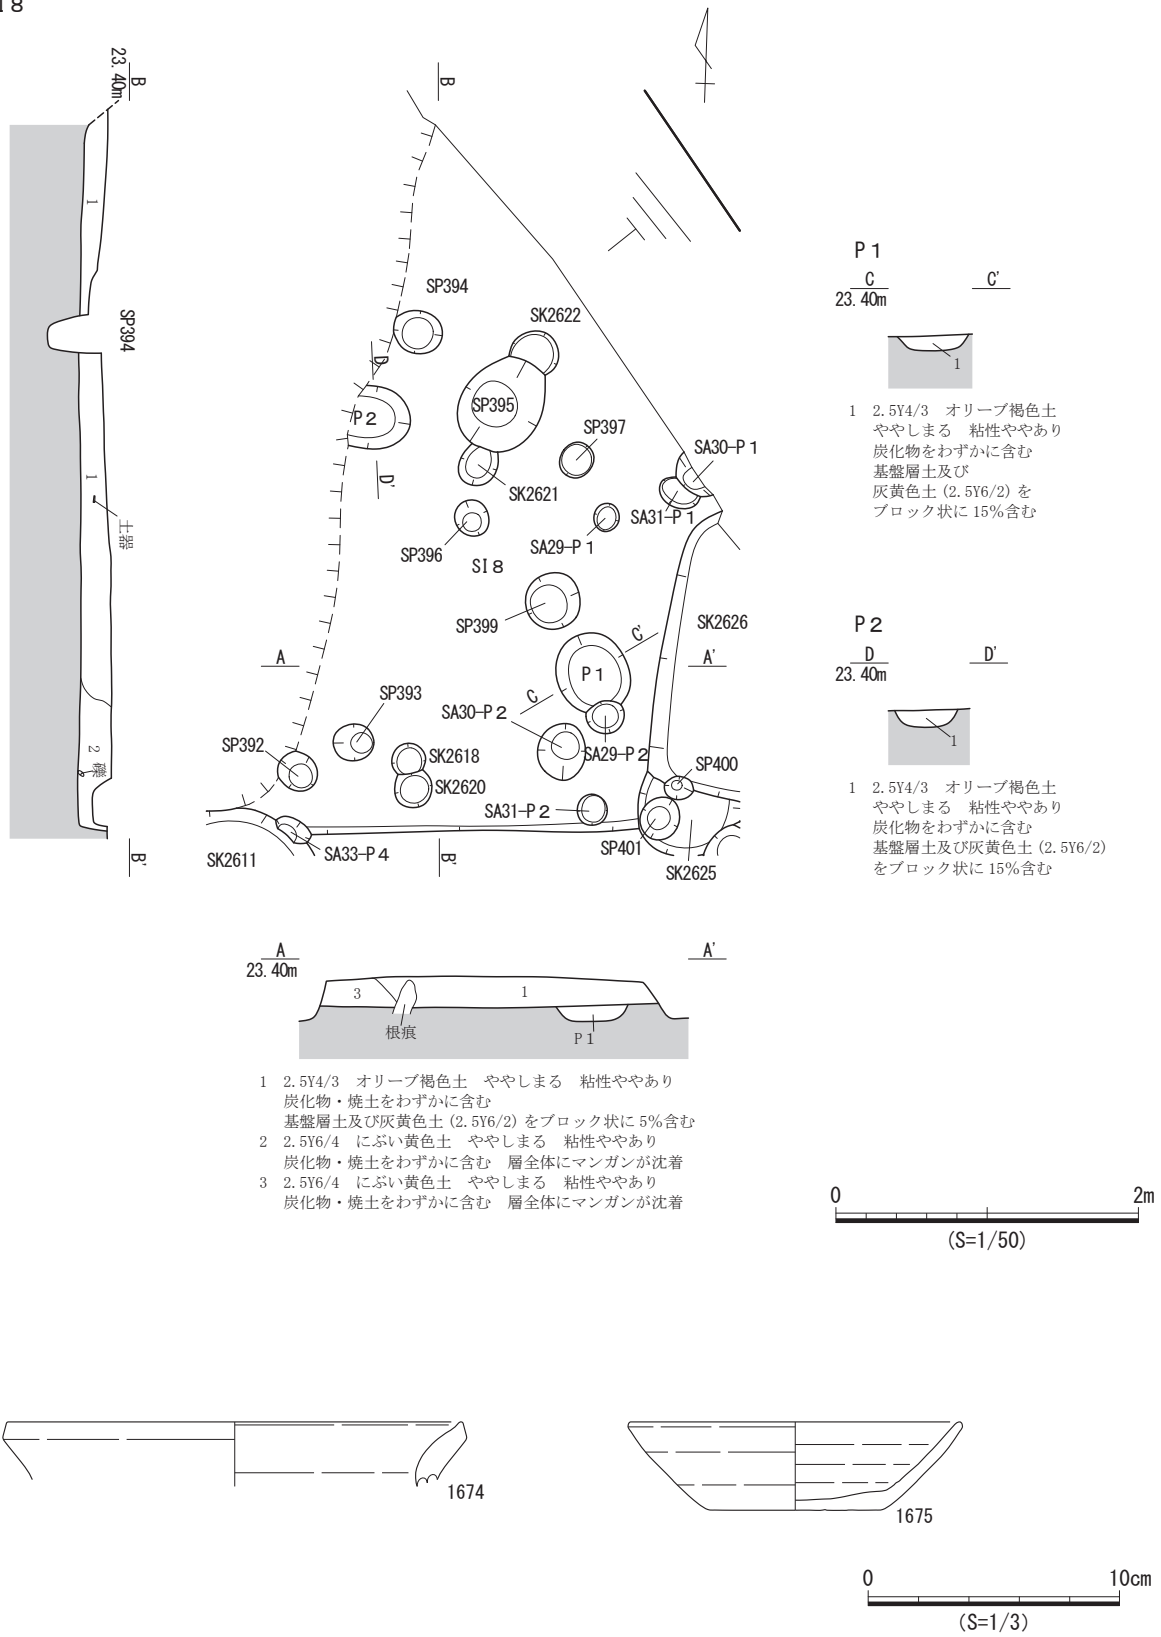 SI８
23.40m
B
B
SP394
1
1
土器
2
礫
B'
SP394
SK2622
D
P２
SP395
SP397
SA30-P１
D'
SK2621
SA31-P１
SA29-P１
SP396
SI８
SP399
SK2626
C'
A
A'
P１
C
SP393
SA30-P２
SP392
SK2618
SA29-P２
SP400
SK2620
SA31-P２
SP401
SA33-P４
SK2611
B'
SK2625
P１
C
C'
23.40m
1
1　2.5Y4/3　オリーブ褐色土
ややしまる　粘性ややあり
炭化物をわずかに含む
基盤層土及び
灰黄色土(2.5Y6/2)を
ブロック状に15％含む
P２
D
D'
23.40m
1
1　2.5Y4/3　オリーブ褐色土
ややしまる　粘性ややあり
炭化物をわずかに含む
基盤層土及び灰黄色土(2.5Y6/2)
をブロック状に15％含む
A
A'
23.40m
3
1
根痕
P１
1　2.5Y4/3　オリーブ褐色土　ややしまる　粘性ややあり
炭化物・焼土をわずかに含む
基盤層土及び灰黄色土(2.5Y6/2)をブロック状に5％含む
2　2.5Y6/4　にぶい黄色土　ややしまる　粘性ややあり
炭化物・焼土をわずかに含む　層全体にマンガンが沈着
3　2.5Y6/4　にぶい黄色土　ややしまる　粘性ややあり
炭化物・焼土をわずかに含む　層全体にマンガンが沈着
0
2m
(S=1/50)
1674
1675
0
10cm
(S=1/3)